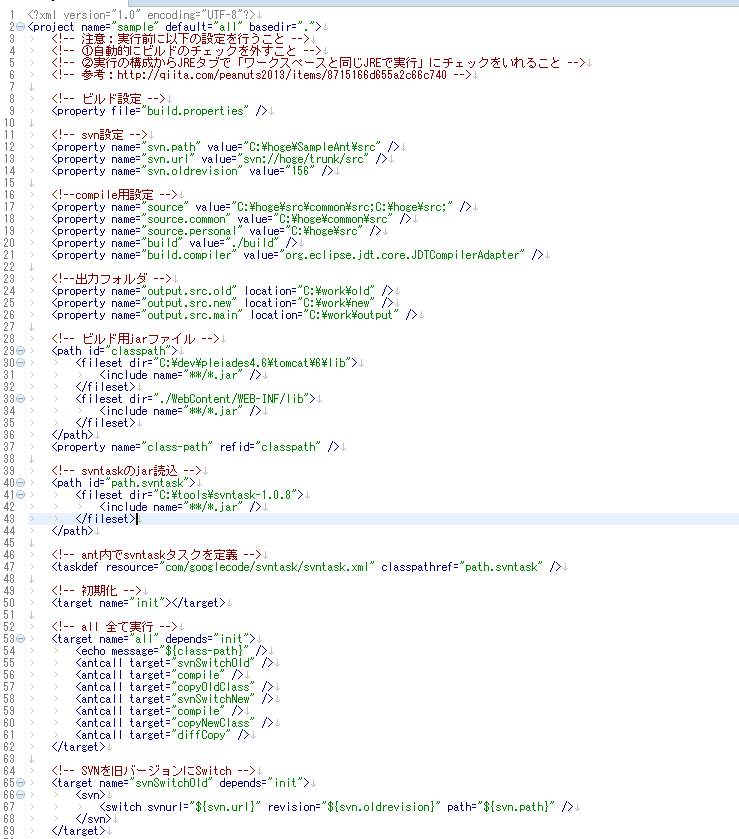 1 <?xml version="1.0" encoding="UTF-8"?>
2 <project name="sample" default="all" basedir=".">
3 <!-- 注意：実行前に以下の設定を行うこと -->
4 <!-- ①自動的にビルドのチェックを外すこと -->
5 <!-- ②実行の構成からJREタブで「ワークスペースと同じJREで実行」にチェックをいれること -->
6 <!-- 参考：http://qiita.com/peanuts2013/items/8715166d655a2c66c740 -->
7
8 <!-- ビルド設定 -->
9 <property file="build.properties" />
10
11 <!-- svn設定 -->
12 <property name="svn.path" value="C:¥hoge¥SampleAnt¥src" />
13 <property name="svn.url" value="svn://hoge/trunk/src" />
14 <property name="svn.oldrevision" value="156" />
15
16 <!--compile用設定 -->
17 <property name="source" value="C:¥hoge¥src¥common¥src;C:¥hoge¥src;" />
18 <property name="source.common" value="C:¥hoge¥common¥src" />
19 <property name="source.personal" value="C:¥hoge¥src" />
20 <property name="build" value="./build" />
21 <property name="build.compiler" value="org.eclipse.jdt.core.JDTCompilerAdapter" />
22
23 <!--出力フォルダ -->
24 <property name="output.src.old" location="C:¥work¥old" />
25 <property name="output.src.new" location="C:¥work¥new" />
26 <property name="output.src.main" location="C:¥work¥output" />
27
28 <!-- ビルド用jarファイル -->
29 <path id="classpath">
30 <fileset dir="C:¥dev¥pleiades4.6¥tomcat¥6¥lib">
31 <include name="**/*.jar" />
32 </fileset>
33 <fileset dir="./WebContent/WEB-INF/lib">
34 <include name="**/*.jar" />
35 </fileset>
36 </path>
37 <property name="class-path" refid="classpath" />
38
39 <!-- svntaskのjar読込 -->
40 <path id="path.svntask">
41 <fileset dir="C:¥tools¥svntask-1.0.8">
42 <include name="**/*.jar" />
43 </fileset>
44 </path>
45
46 <!-- ant内でsvntaskタスクを定義 -->
47 <taskdef resource="com/googlecode/svntask/svntask.xml" classpathref="path.svntask" />
48
49 <!-- 初期化 -->
50 <target name="init"></target>
51
52 <!-- all 全て実行 -->
53 <target name="all" depends="init">
54 <echo message="${class-path}" />
55 <antcall target="svnSwitchOld" />
56 <antcall target="compile" />
57 <antcall target="copyOldClass" />
58 <antcall target="svnSwitchNew" />
59 <antcall target="compile" />
60 <antcall target="copyNewClass" />
61 <antcall target="diffCopy" />
62 </target>
63
64 <!-- SVNを旧バージョンにSwitch -->
65 <target name="svnSwitchOld" depends="init">
66 <svn>
67 <switch svnurl="${svn.url}" revision="${svn.oldrevision}" path="${svn.path}" />
68 </svn>
69 </target>